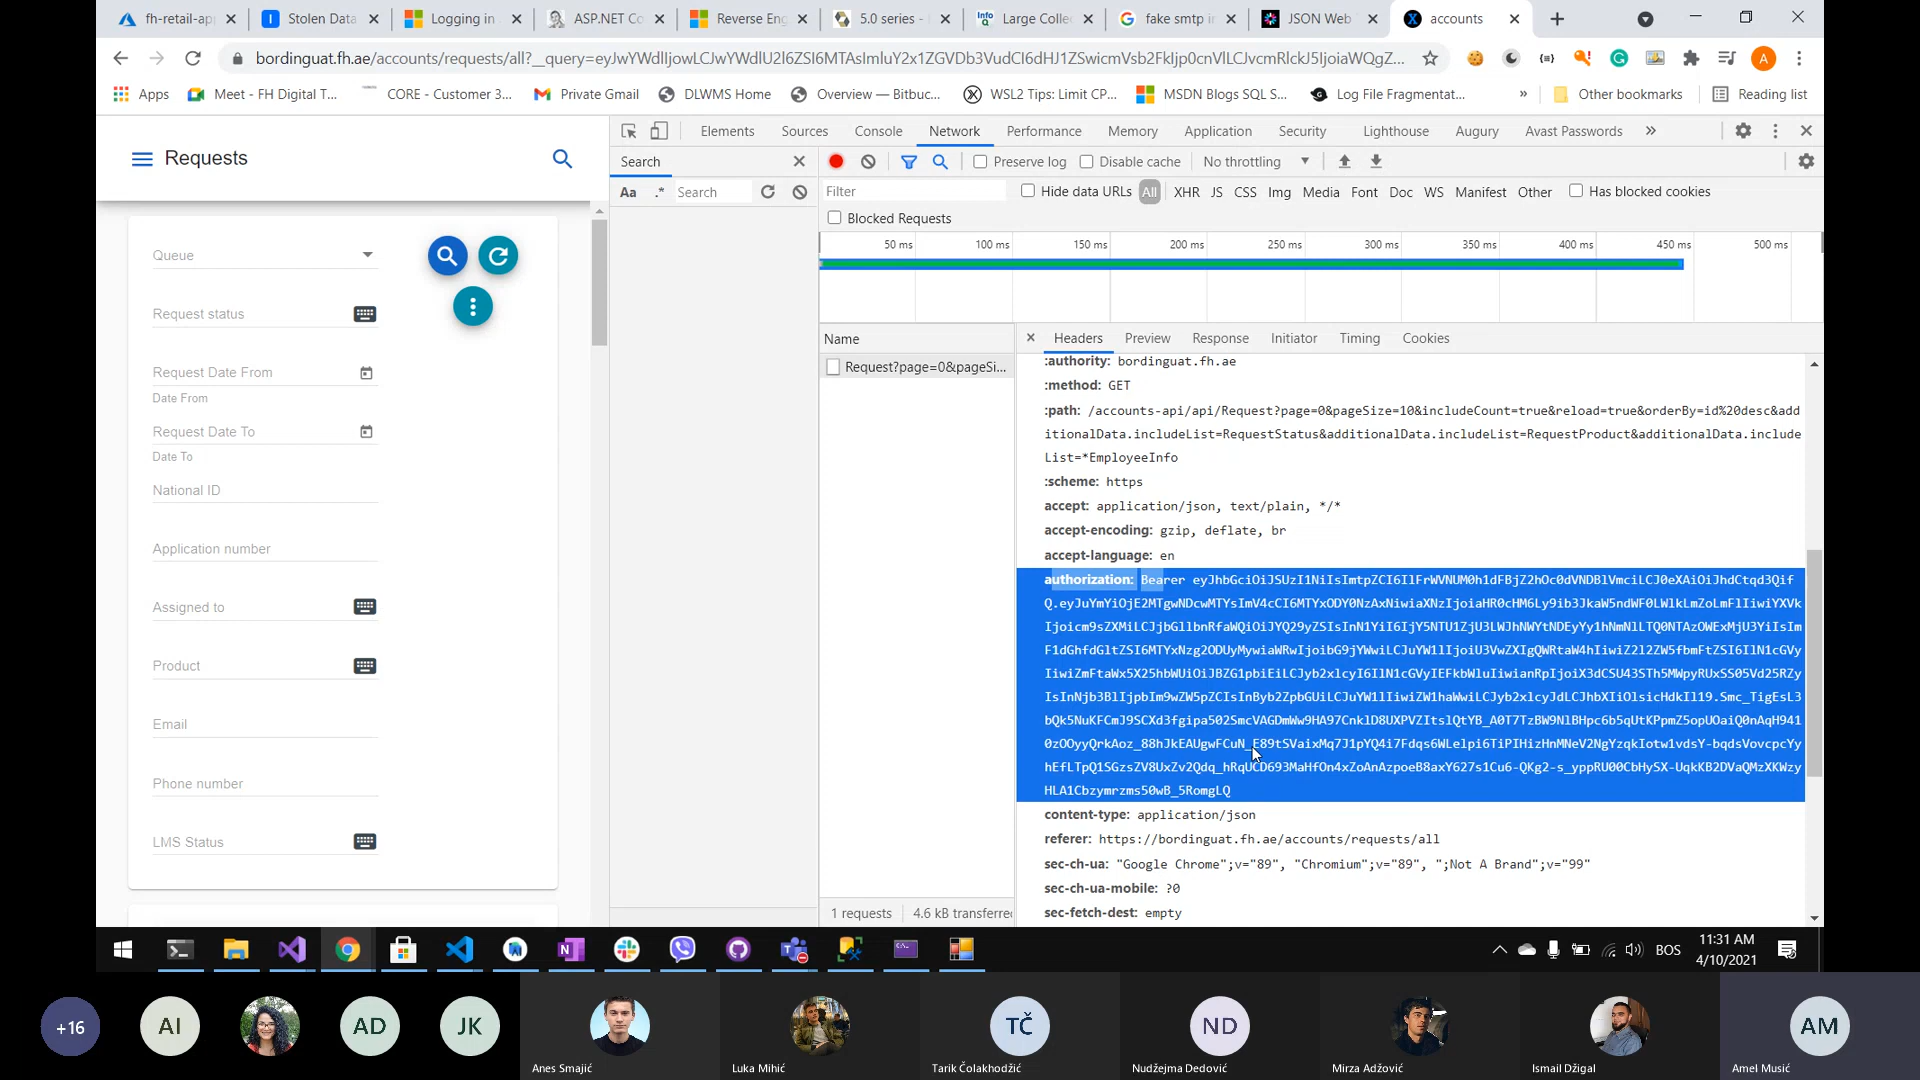 fh-retail-ap
Stolen Data
Logging in
ASP.NET Co
Reverse Eng
5.0 series -
Large Colle
fake smtp i
JSON Web
accounts
bordinguat.fh.ae/accounts/requests/all?__query=
Apps
Meet - FH Digital T...
CORE - Customer 3...
Private Gmail
DLWMS Home
Overview — Bitbuc...
WSL2 Tips: Limit CP...
MSDN Blogs SQL S...
Log File Fragmentat...
»
Other bookmarks
Reading list
Requests
Queue
Request status
Request Date From
Date From
Request Date To
Date To
National ID
Application number
Assigned to
Product
Email
Phone number
LMS Status
Elements
Sources
Console
Network
Performance
Memory
Application
Security
Lighthouse
Augury
Avast Passwords
»
Search
Aa
.*
Search
Preserve log
Disable cache
No throttling
Filter
Hide data URLs
All
XHR
JS
CSS
Img
Media
Font
Doc
WS
Manifest
Other
Has blocked cookies
Blocked Requests
50 ms
100 ms
150 ms
200 ms
250 ms
300 ms
350 ms
400 ms
450 ms
500 ms
Name
Request?page=0&pageSi...
1 requests
4.6 kB transferre
Headers
Preview
Response
Initiator
Timing
Cookies
:authority: bordinguat.fh.ae
:method: GET
:path: /accounts-api/api/Request?page=0&pageSize=10&includeCount=true&reload=true&orderBy=id%20desc&add
itionalData.includeList=RequestStatus&additionalData.includeList=RequestProduct&additionalData.include
List=*EmployeeInfo
:scheme: https
accept: application/json, text/plain, */*
accept-encoding: gzip, deflate, br
accept-language: en
authorization: Bearer
content-type: application/json
referer: https://bordinguat.fh.ae/accounts/requests/all
sec-ch-ua: "Google Chrome";v="89", "Chromium";v="89", ";Not A Brand";v="99"
sec-ch-ua-mobile: ?0
sec-fetch-dest: empty
BOS
11:31 AM
4/10/2021
+16
AI
AD
JK
Anes Smajić
Luka Mihić
TČ
Tarik Čolakhodžić
ND
Nudžejma Dedović
Mirza Adžović
Ismail Džigal
AM
Amel Musić